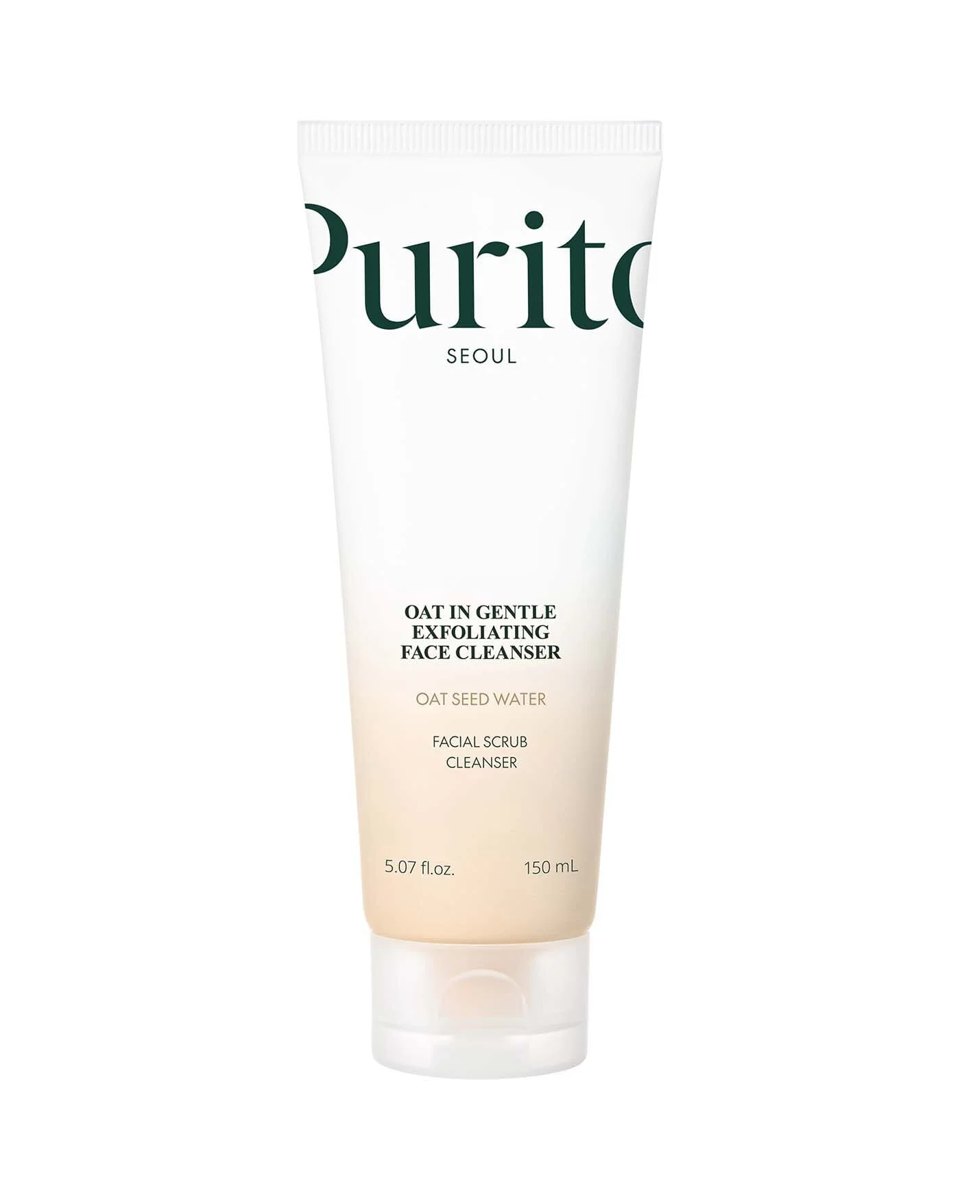 Purito
SEOUL
OAT IN GENTLE
EXFOLIATING
FACE CLEANSER
OAT SEED WATER
FACIAL SCRUB
CLEANSER
5.07 fl.oz. 150 mL